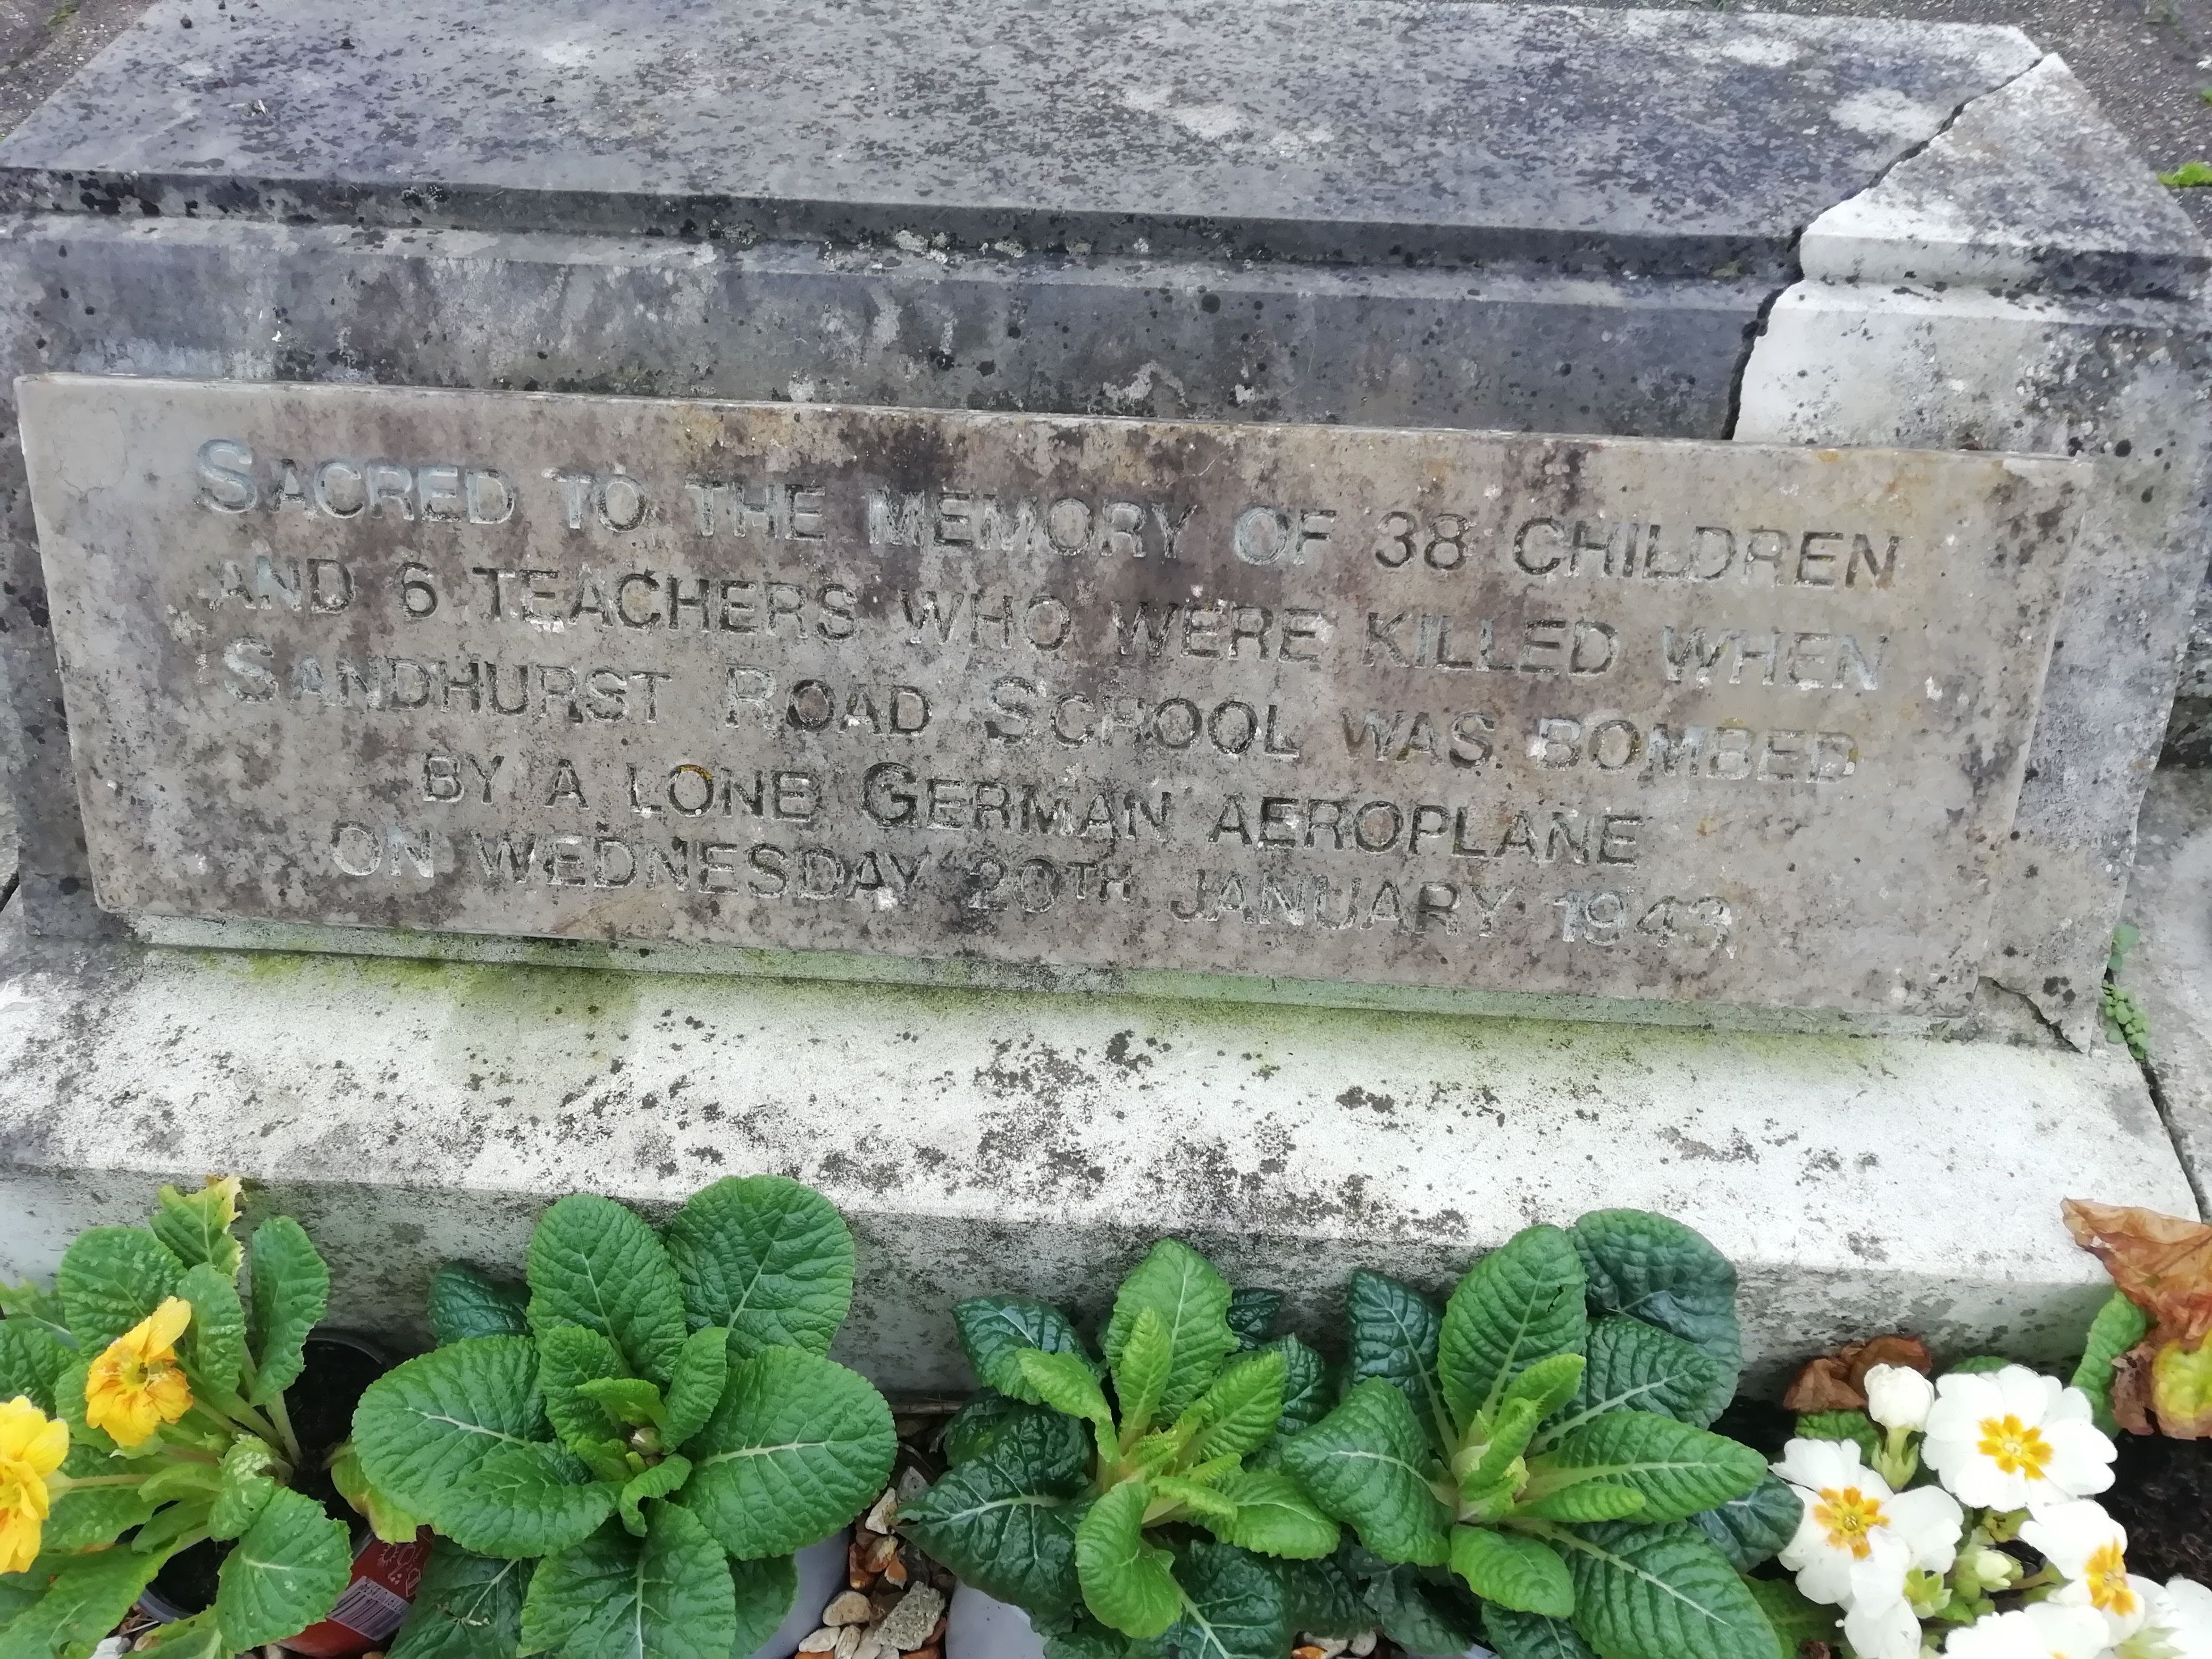 SACRED TO THE MEMORY OF 38 CHILDREN
AND 6 TEACHERS WHO WERE KILLED WHEN
SANDHURST ROAD SCHOOL WAS BOMBED
BY A LONE GERMAN AEROPLANE
ON WEDNESDAY 20TH JANUARY 1943